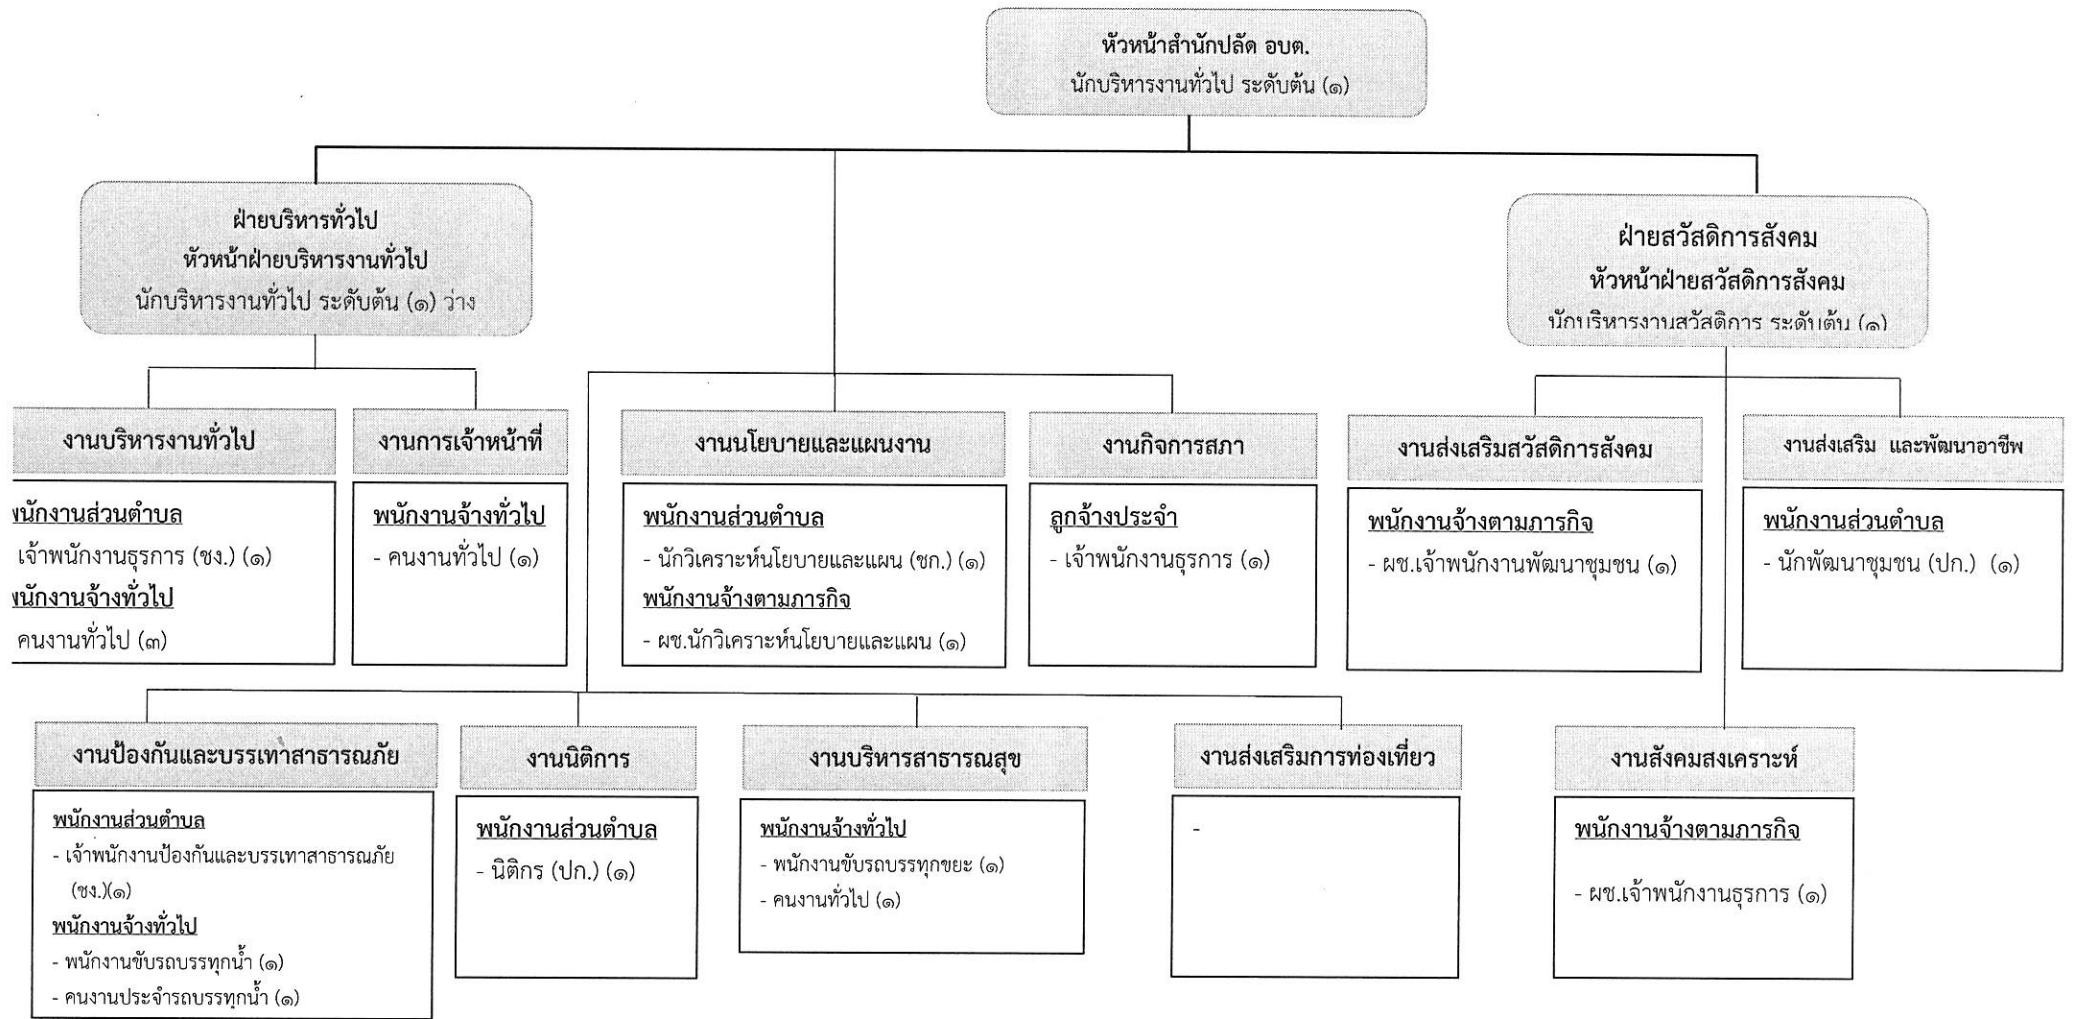 หัวหน้าสำนักปลัด อบต.
นักบริหารงานทั่วไป ระดับต้น (๑)
ฝ่ายบริหารทั่วไป
หัวหน้าฝ่ายบริหารงานทั่วไป
นักบริหารงานทั่วไป ระดับต้น (๑) ว่าง
ฝ่ายสวัสดิการสังคม
หัวหน้าฝ่ายสวัสดิการสังคม
นักบริหารงานสวัสดิการ ระดับต้น (๑)
งานบริหารงานทั่วไป
พนักงานส่วนตำบล
เจ้าพนักงานธุรการ (ชง.) (๑)
พนักงานจ้างทั่วไป
คนงานทั่วไป (๓)
งานการเจ้าหน้าที่
พนักงานจ้างทั่วไป
- คนงานทั่วไป (๑)
งานนโยบายและแผนงาน
พนักงานส่วนตำบล
- นักวิเคราะห์นโยบายและแผน (ชก.) (๑)
พนักงานจ้างตามภารกิจ
- ผช.นักวิเคราะห์นโยบายและแผน (๑)
งานกิจการสภา
ลูกจ้างประจำ
- เจ้าพนักงานธุรการ (๑)
งานส่งเสริมสวัสดิการสังคม
พนักงานจ้างตามภารกิจ
- ผช.เจ้าพนักงานพัฒนาชุมชน (๑)
งานส่งเสริม และพัฒนาอาชีพ
พนักงานส่วนตำบล
- นักพัฒนาชุมชน (ปก.) (๑)
งานป้องกันและบรรเทาสาธารณภัย
พนักงานส่วนตำบล
- เจ้าพนักงานป้องกันและบรรเทาสาธารณภัย
(ชง.)(๑)
พนักงานจ้างทั่วไป
- พนักงานขับรถบรรทุกน้ำ (๑)
- คนงานประจำรถบรรทุกน้ำ (๑)
งานนิติการ
พนักงานส่วนตำบล
- นิติกร (ปก.) (๑)
งานบริหารสาธารณสุข
พนักงานจ้างทั่วไป
- พนักงานขับรถบรรทุกขยะ (๑)
- คนงานทั่วไป (๑)
งานส่งเสริมการท่องเที่ยว
-
งานสังคมสงเคราะห์
พนักงานจ้างตามภารกิจ
- ผช.เจ้าพนักงานธุรการ (๑)